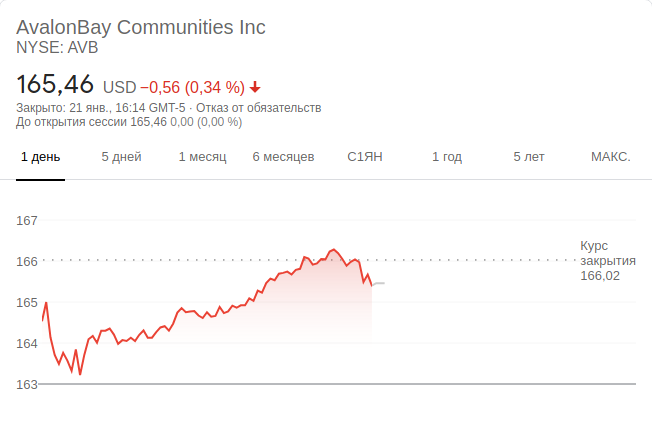 AvalonBay Communities Inc
NYSE: AVB
165,46 USD −0,56 (0,34 %)
Закрыто: 21 янв., 16:14 GMT-5 · Отказ от обязательств
До открытия сессии 165,46 0,00 (0,00 %)
1 день 5 дней 1 месяц 6 месяцев С1ЯН 1 год 5 лет МАКС.
167
166
165
164
163
Курс
закрытия
166,02